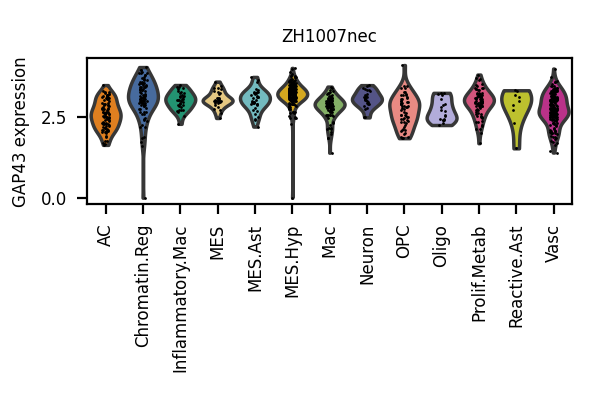 ZH1007nec
GAP43 expression
2.5
0.0
AC
Chromatin.Reg
Inflammatory.Mac
MES
MES.Ast
MES.Hyp
Mac
Neuron
OPC
Oligo
Prolif.Metab
Reactive.Ast
Vasc